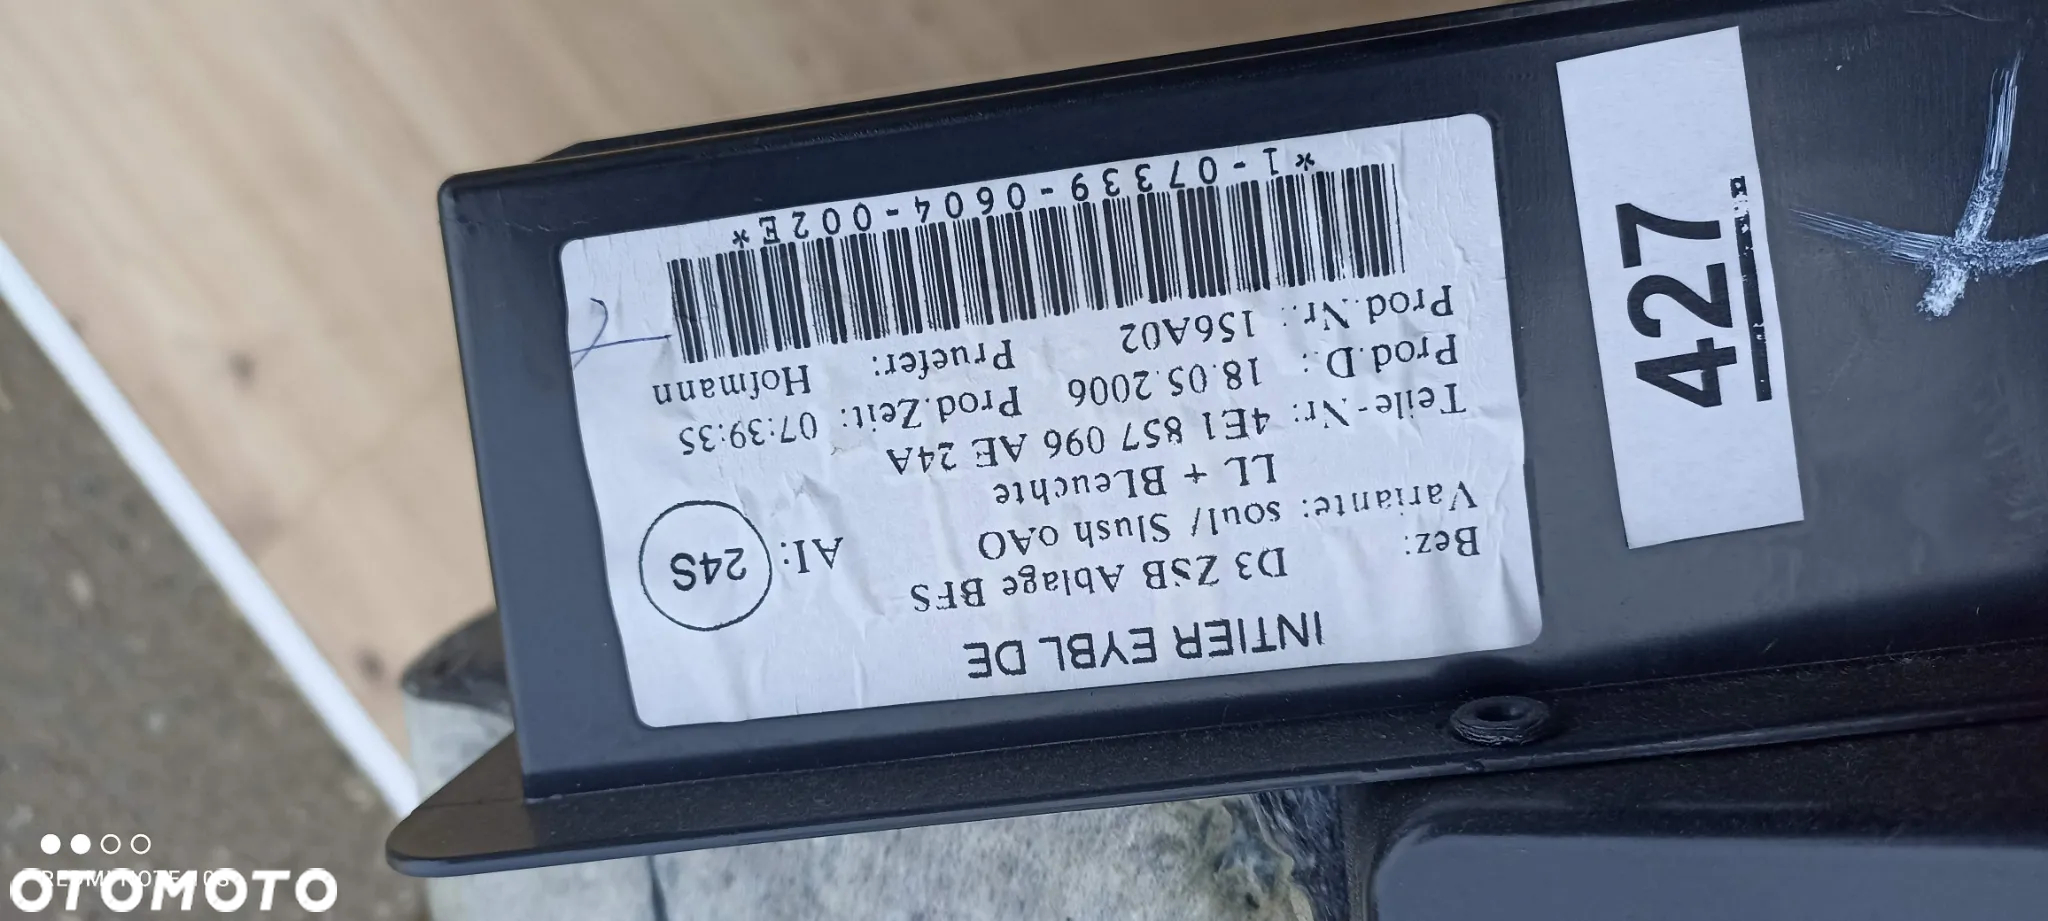 INTIER EYBL DE
Bez: D3 ZSB Ablage BFS
Variante: soul/ Slush oAO AI: 24S
LL + BLeuchte
Teile-Nr: 4E1 857 096 AE 24A
Prod.D.: 18.05.2006 Prod.Zeit: 07:39:35
Prod.Nr.: 156A02 Pruefer: Hofmann
*1-07339-0604-002E*
427
OTOMOTO